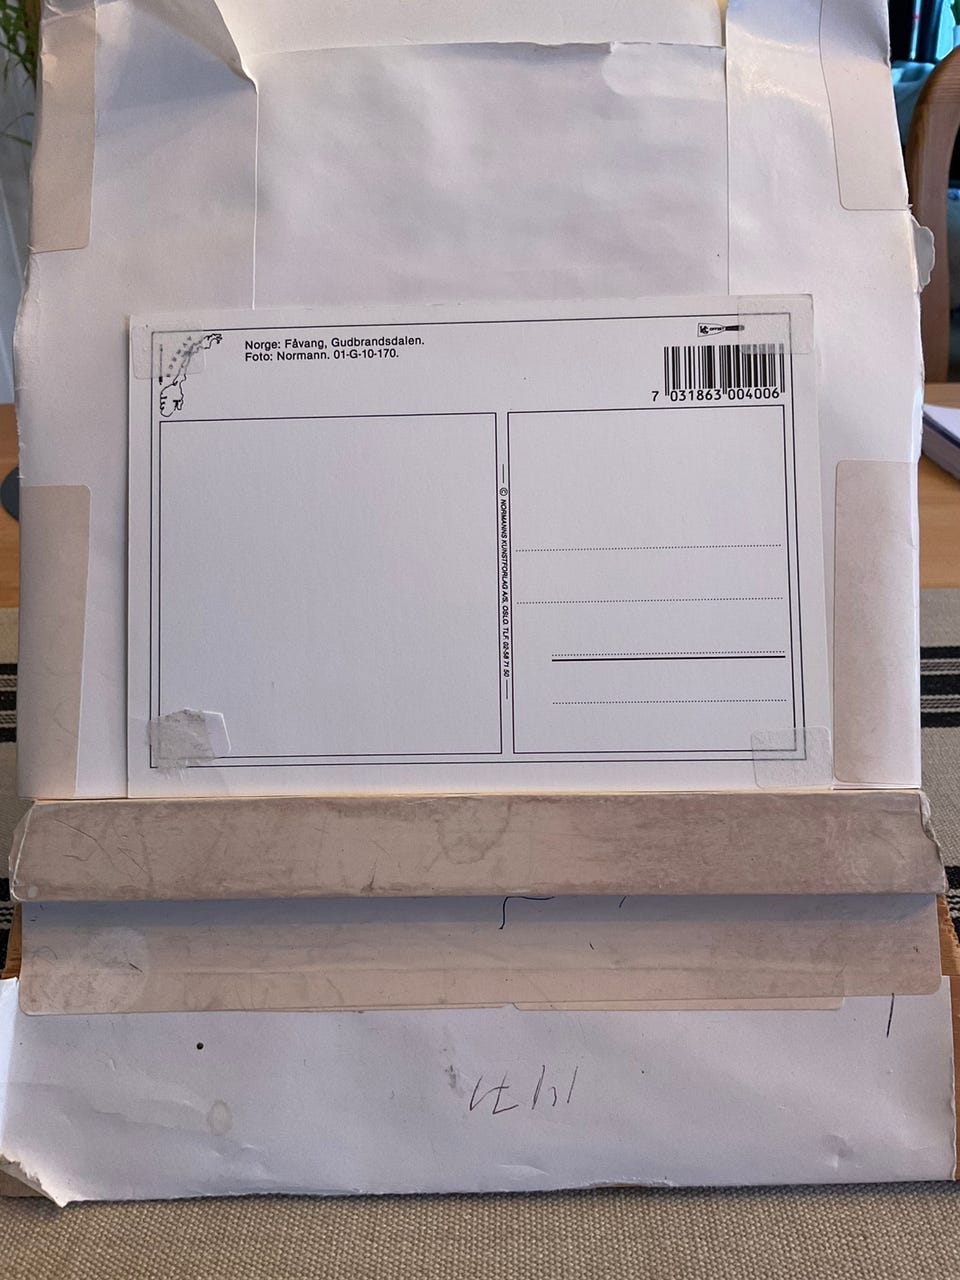 Norge: Fåvang, Gudbrandsdalen.
Foto: Normann. 01-G-10-170.
OFFSET
7 031863 004006
© NORMANNS KUNSTFORLAG A/S, OSLO. TLF. 02-58 71 50